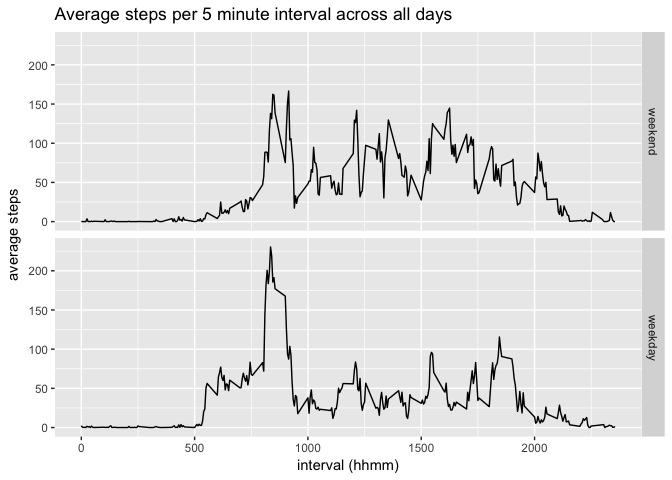 Average steps per 5 minute interval across all days
average steps
200
150
100
50
0
weekend
200
150
100
50
0
weekday
0 500 1000 1500 2000
interval (hhmm)